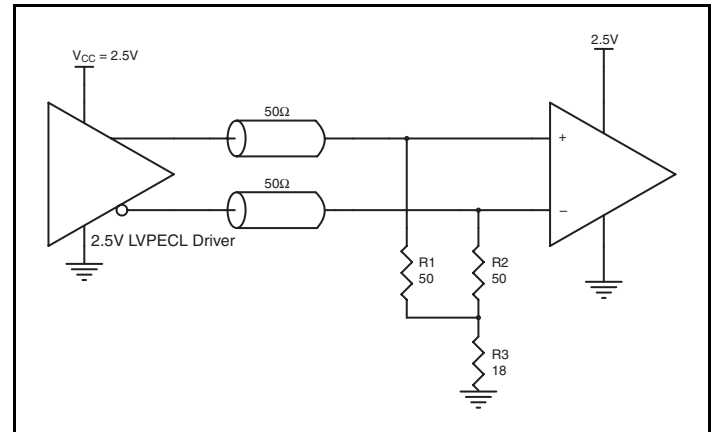 V_CC = 2.5V
2.5V
50Ω
+
50Ω
–
2.5V LVPECL Driver
R1
50
R2
50
R3
18